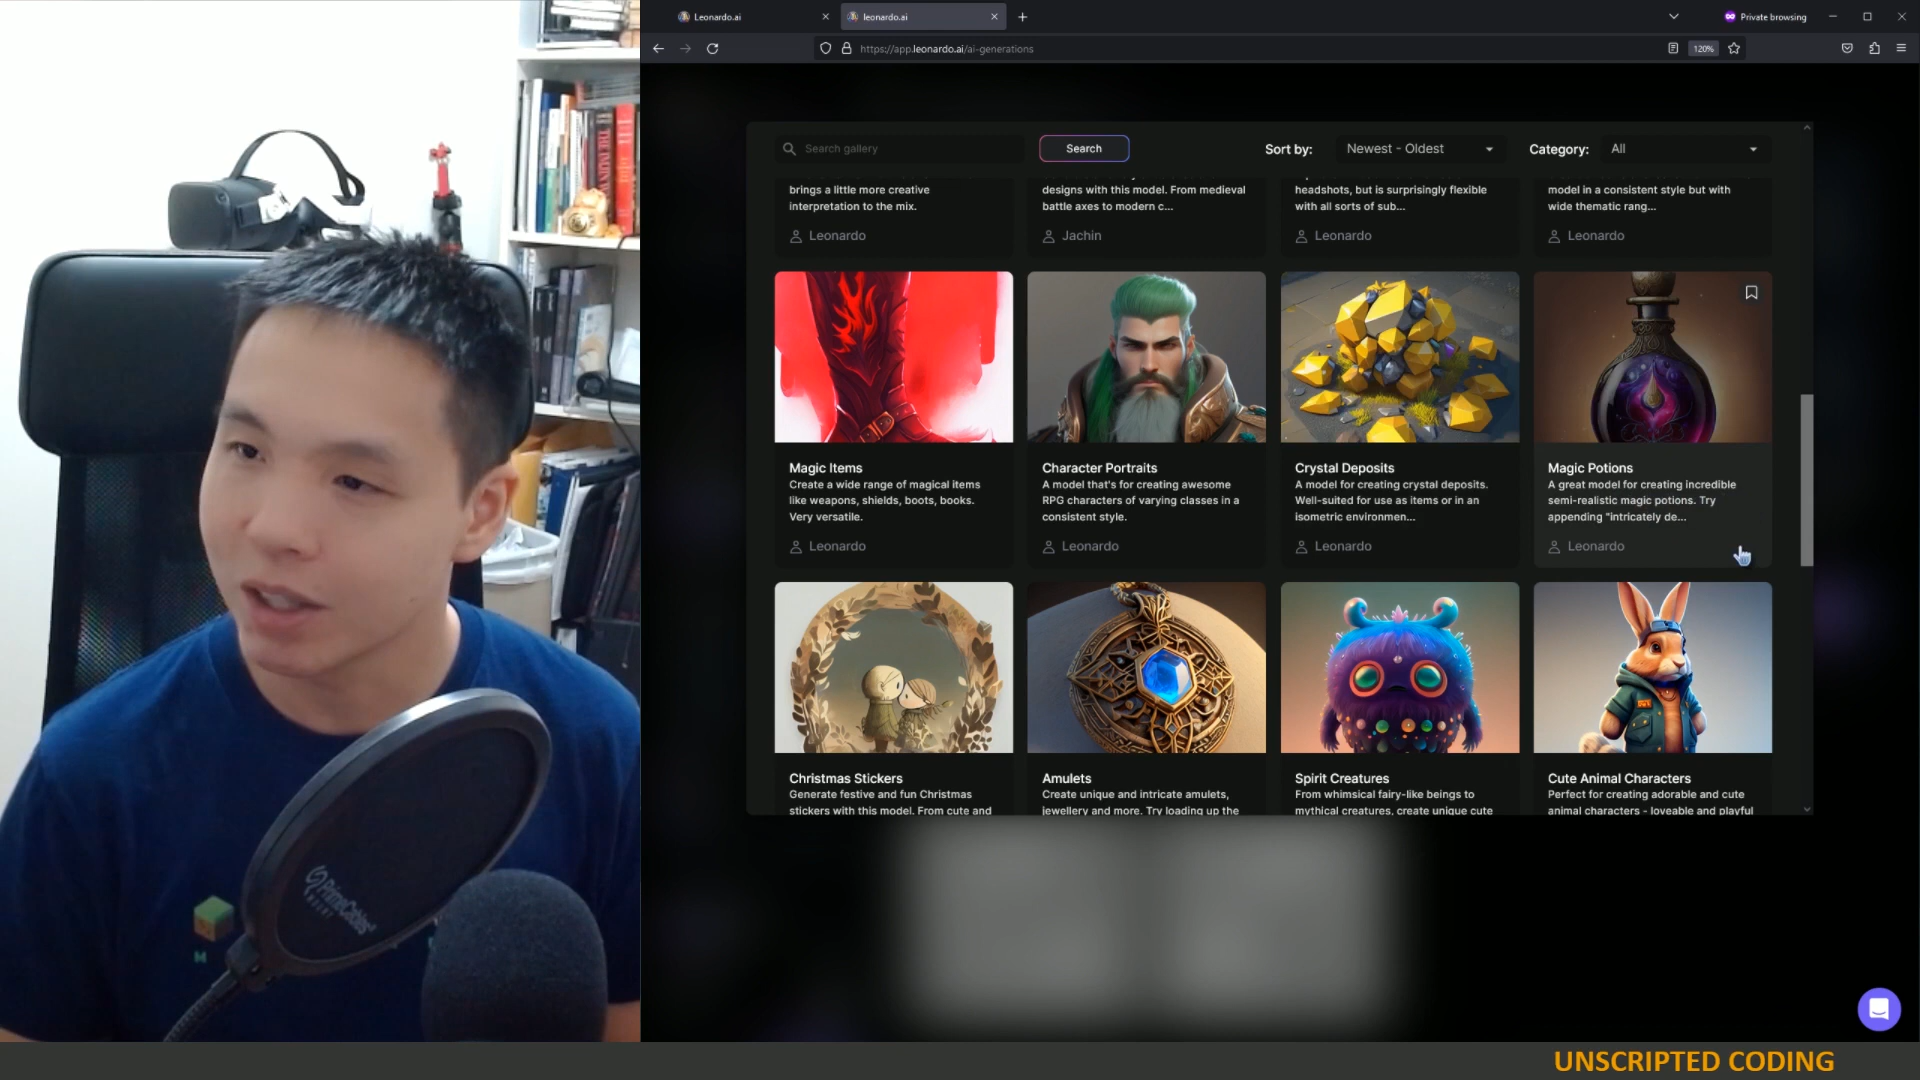 Leonardo.ai
leonardo.ai
Private browsing
https://app.leonardo.ai/ai-generations
120%
Search gallery
Search
Sort by:
Newest - Oldest
Category:
All
brings a little more creative
interpretation to the mix.
Leonardo
designs with this model. From medieval
battle axes to modern c...
Jachin
headshots, but is surprisingly flexible
with all sorts of sub...
Leonardo
model in a consistent style but with
wide thematic rang...
Leonardo
Magic Items
Create a wide range of magical items
like weapons, shields, boots, books.
Very versatile.
Leonardo
Character Portraits
A model that's for creating awesome
RPG characters of varying classes in a
consistent style.
Leonardo
Crystal Deposits
A model for creating crystal deposits.
Well-suited for use as items or in an
isometric environmen...
Leonardo
Magic Potions
A great model for creating incredible
semi-realistic magic potions. Try
appending "intricately de...
Leonardo
Christmas Stickers
Generate festive and fun Christmas
stickers with this model. From cute and
Amulets
Create unique and intricate amulets,
jewellery and more. Try loading up the
Spirit Creatures
From whimsical fairy-like beings to
mythical creatures, create unique cute
Cute Animal Characters
Perfect for creating adorable and cute
animal characters - loveable and playful
PrimeCables
M
UNSCRIPTED CODING